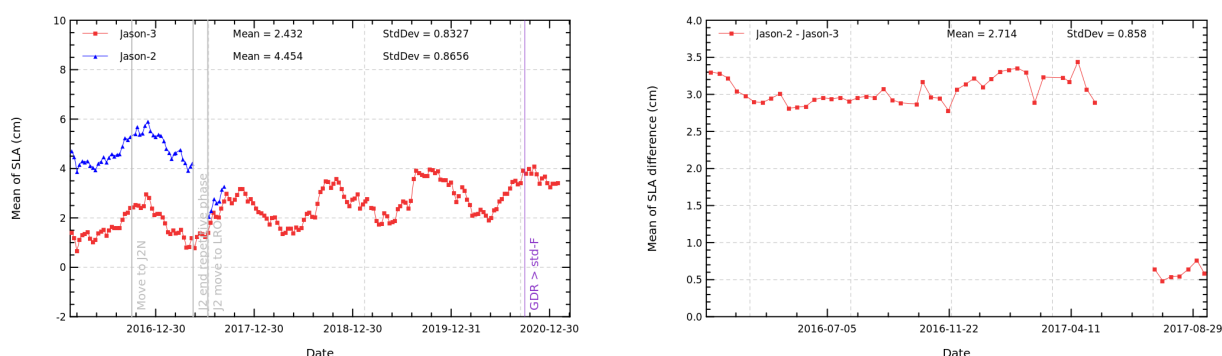 Mean of SLA (cm)
10
8
6
4
2
0
-2
Jason-3 Mean = 2.432 StdDev = 0.8327
Jason-2 Mean = 4.454 StdDev = 0.8656
Move to J2N
J2 end repetitive phase
J2 move to LRO
GDR > std-F
2016-12-30 2017-12-30 2018-12-30 2019-12-31 2020-12-30
Date
Mean of SLA difference (cm)
4.0
3.5
3.0
2.5
2.0
1.5
1.0
0.5
0.0
Jason-2 - Jason-3 Mean = 2.714 StdDev = 0.858
2016-07-05 2016-11-22 2017-04-11 2017-08-29
Date